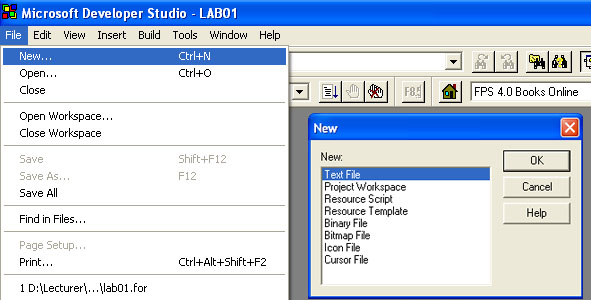 Microsoft Developer Studio - LAB01
File Edit View Insert Build Tools Window Help
New... Ctrl+N
Open... Ctrl+O
Close
Open Workspace...
Close Workspace
Save Shift+F12
Save As... F12
Save All
Find in Files...
Page Setup...
Print... Ctrl+Alt+Shift+F2
1 D:\Lecturer\...\lab01.for
FPS 4.0 Books Online
New
New:
Text File
Project Workspace
Resource Script
Resource Template
Binary File
Bitmap File
Icon File
Cursor File
OK
Cancel
Help